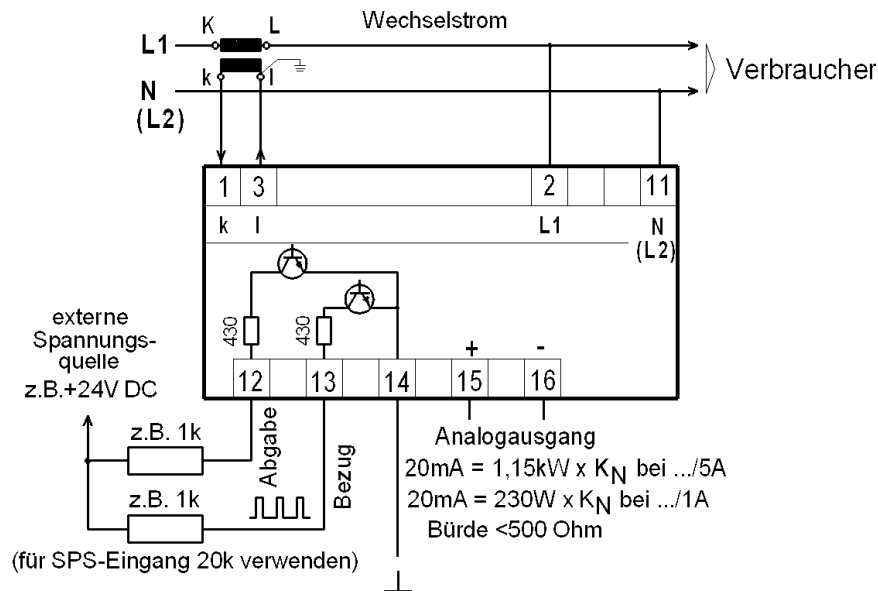 K L Wechselstrom
L1
k l
Verbraucher
N
(L2)
1 3 2 11
k l L1 N
(L2)
430 430
externe
Spannungs-
quelle
z.B.+24V DC
+ -
12 13 14 15 16
z.B. 1k
Abgabe
Bezug
z.B. 1k
(für SPS-Eingang 20k verwenden)
Analogausgang
20mA = 1,15kW x KN bei .../5A
20mA = 230W x KN bei .../1A
Bürde <500 Ohm